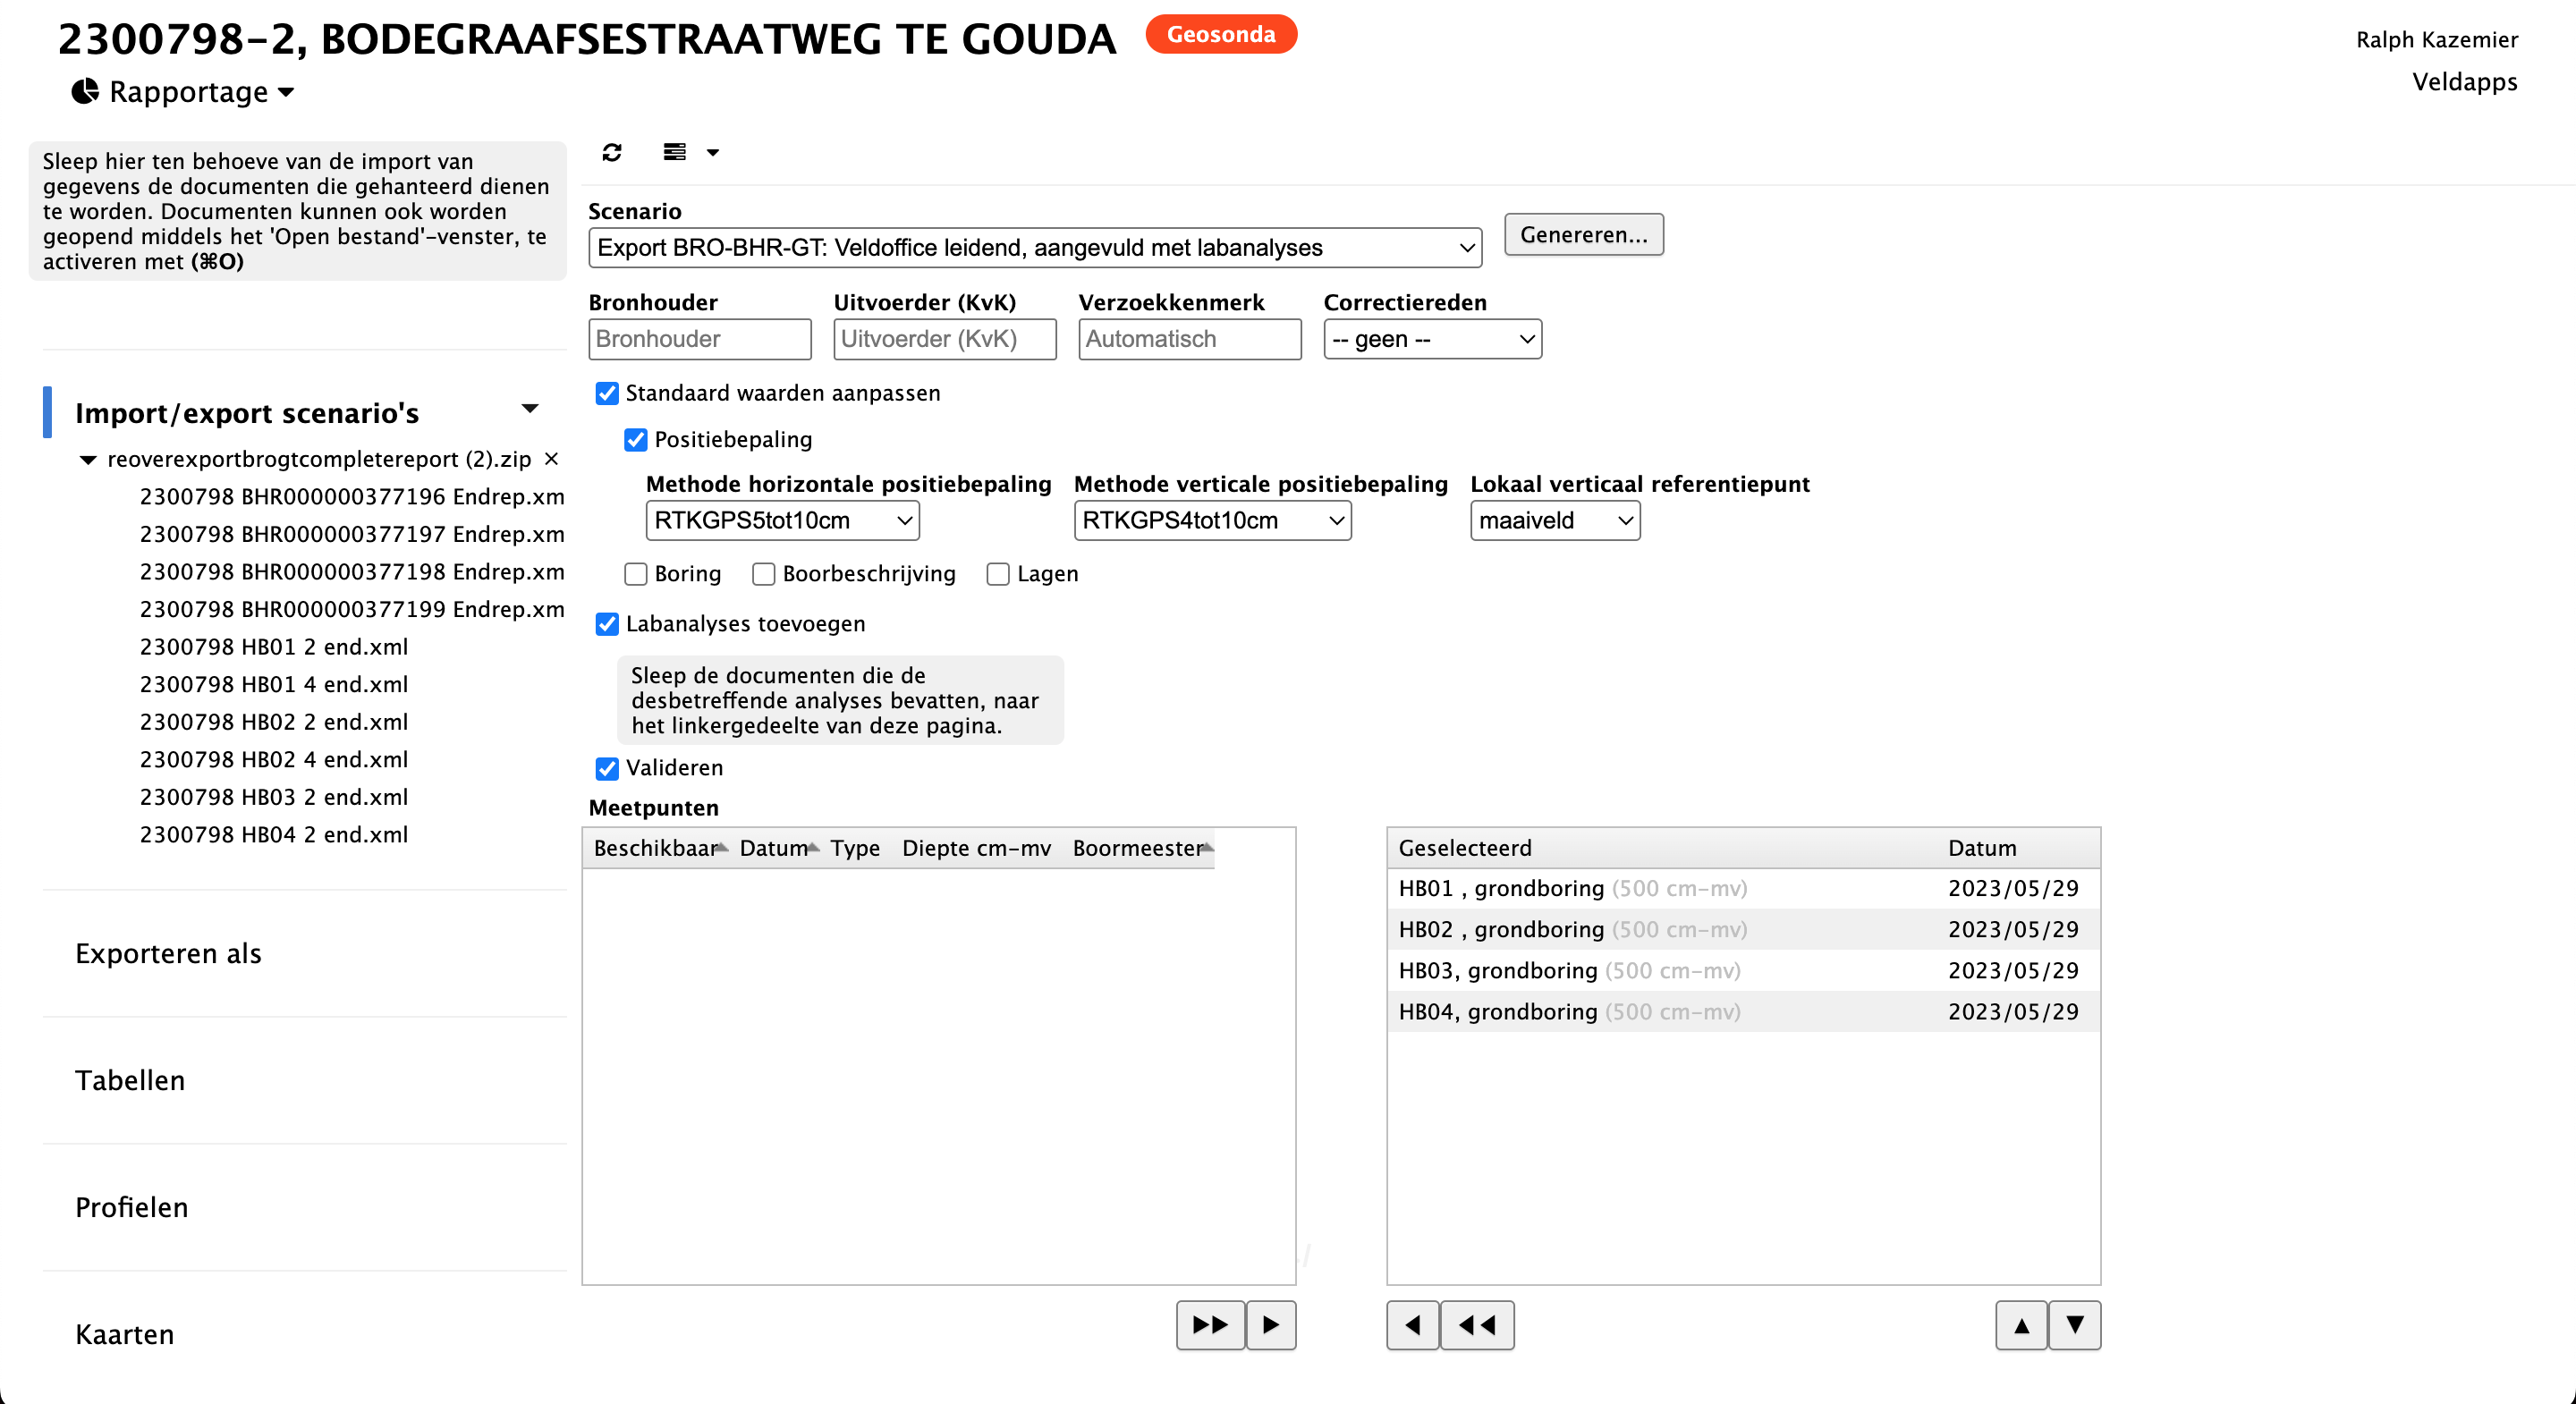 2300798-2, BODEGRAAFSESTRAATWEG TE GOUDA
Geosonda
Ralph Kazemier
Rapportage
Veldapps
Sleep hier ten behoeve van de import van
gegevens de documenten die gehanteerd dienen
te worden. Documenten kunnen ook worden
geopend middels het 'Open bestand'-venster, te
activeren met (⌘O)
Import/export scenario's
reoverexportbrogtcompletereport (2).zip ×
2300798 BHR000000377196 Endrep.xm
2300798 BHR000000377197 Endrep.xm
2300798 BHR000000377198 Endrep.xm
2300798 BHR000000377199 Endrep.xm
2300798 HB01 2 end.xml
2300798 HB01 4 end.xml
2300798 HB02 2 end.xml
2300798 HB02 4 end.xml
2300798 HB03 2 end.xml
2300798 HB04 2 end.xml
Exporteren als
Tabellen
Profielen
Kaarten
Scenario
Export BRO-BHR-GT: Veldoffice leidend, aangevuld met labanalyses
Genereren...
Bronhouder Uitvoerder (KvK) Verzoekkenmerk Correctiereden
Bronhouder Uitvoerder (KvK) Automatisch -- geen --
Standaard waarden aanpassen
Positiebepaling
Methode horizontale positiebepaling Methode verticale positiebepaling Lokaal verticaal referentiepunt
RTKGPS5tot10cm RTKGPS4tot10cm maaiveld
Boring Boorbeschrijving Lagen
Labanalyses toevoegen
Sleep de documenten die de
desbetreffende analyses bevatten, naar
het linkergedeelte van deze pagina.
Valideren
Meetpunten
Beschikbaar Datum Type Diepte cm-mv Boormeester
Geselecteerd Datum
HB01 , grondboring (500 cm-mv) 2023/05/29
HB02 , grondboring (500 cm-mv) 2023/05/29
HB03, grondboring (500 cm-mv) 2023/05/29
HB04, grondboring (500 cm-mv) 2023/05/29